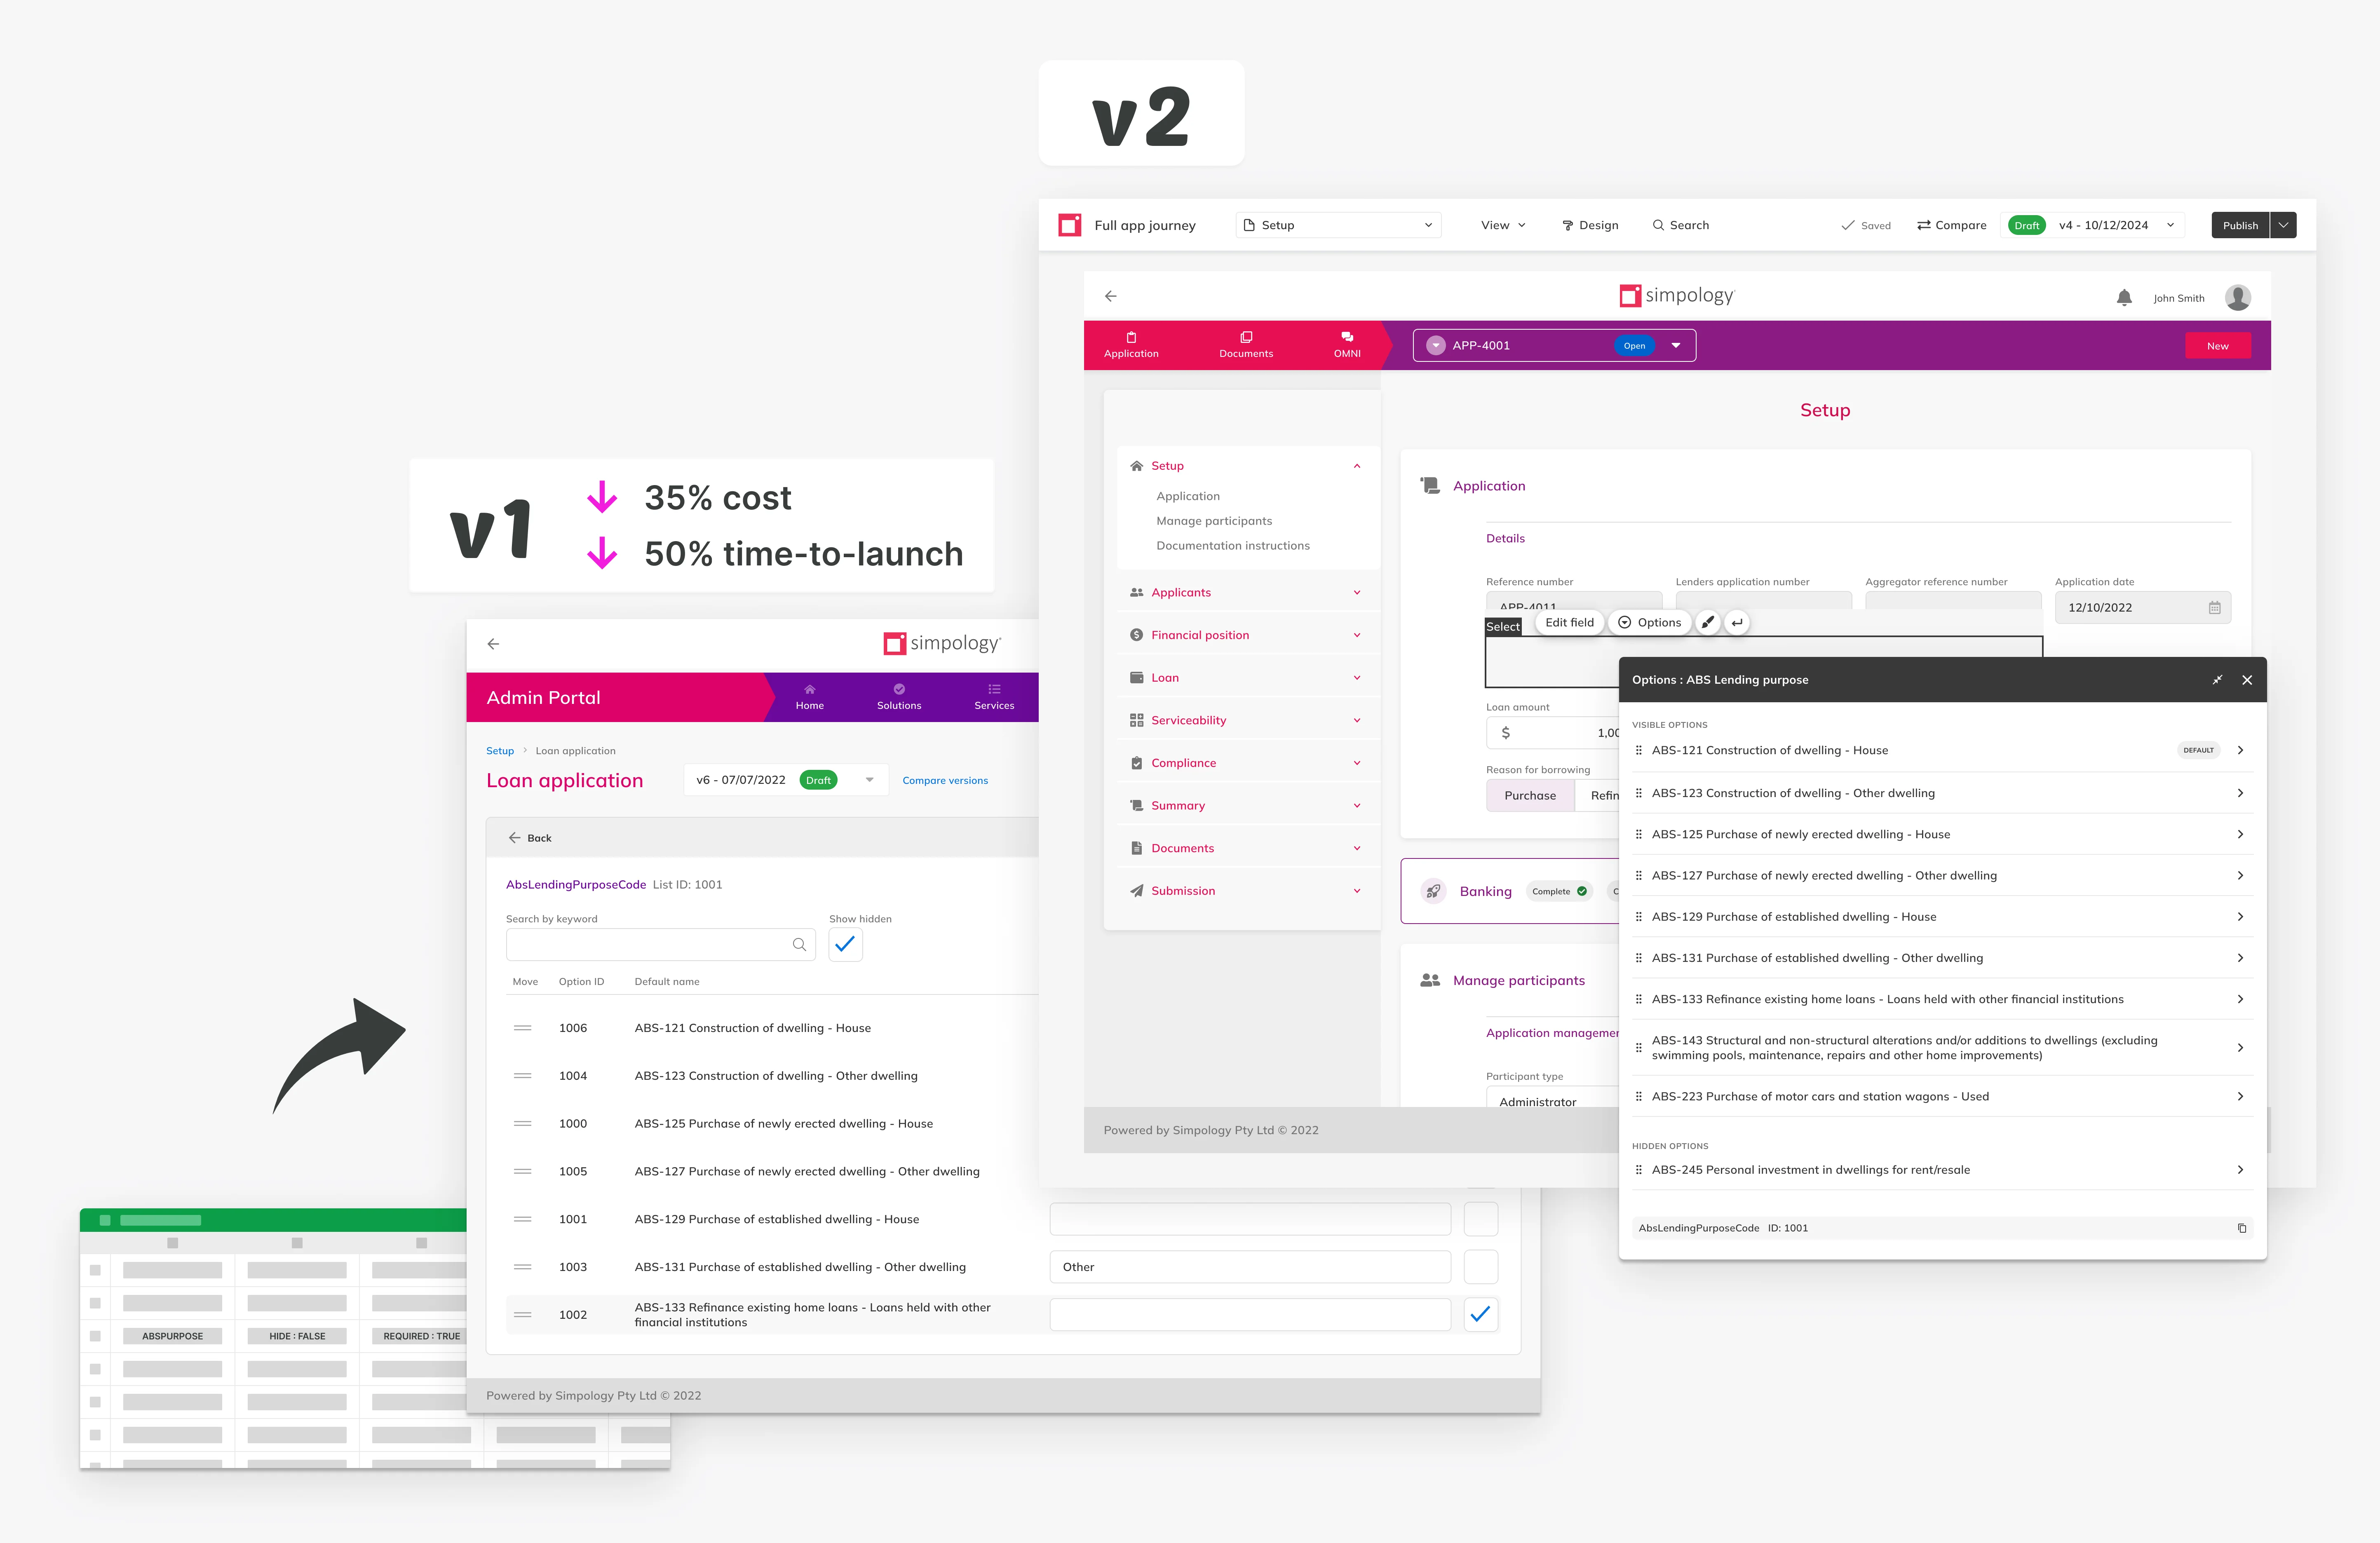 v2
Full app journey
Setup
View
Design
Search
Saved
Compare
Draft
v4 - 10/12/2024
Publish
simpology
John Smith
Application
Documents
OMNI
APP-4001
Open
New
Setup
Setup
Application
Manage participants
Documentation instructions
Applicants
Financial position
Loan
Serviceability
Compliance
Summary
Documents
Submission
Application
Details
Reference number
Lenders application number
Aggregator reference number
Application date
APP-4011
12/10/2022
Select
Edit field
Options
Loan amount
$
1,00
Reason for borrowing
Purchase
Refin
Banking
Complete
C
Manage participants
Application managemen
Participant type
Administrator
Powered by Simpology Pty Ltd © 2022
Options : ABS Lending purpose
VISIBLE OPTIONS
ABS-121 Construction of dwelling - House
DEFAULT
ABS-123 Construction of dwelling - Other dwelling
ABS-125 Purchase of newly erected dwelling - House
ABS-127 Purchase of newly erected dwelling - Other dwelling
ABS-129 Purchase of established dwelling - House
ABS-131 Purchase of established dwelling - Other dwelling
ABS-133 Refinance existing home loans - Loans held with other financial institutions
ABS-143 Structural and non-structural alterations and/or additions to dwellings (excluding
swimming pools, maintenance, repairs and other home improvements)
ABS-223 Purchase of motor cars and station wagons - Used
HIDDEN OPTIONS
ABS-245 Personal investment in dwellings for rent/resale
AbsLendingPurposeCode ID: 1001
v1
35% cost
50% time-to-launch
simpology
Admin Portal
Home
Solutions
Services
Setup
Loan application
Loan application
v6 - 07/07/2022
Draft
Compare versions
Back
AbsLendingPurposeCode List ID: 1001
Search by keyword
Show hidden
Move
Option ID
Default name
1006
ABS-121 Construction of dwelling - House
1004
ABS-123 Construction of dwelling - Other dwelling
1000
ABS-125 Purchase of newly erected dwelling - House
1005
ABS-127 Purchase of newly erected dwelling - Other dwelling
1001
ABS-129 Purchase of established dwelling - House
1003
ABS-131 Purchase of established dwelling - Other dwelling
Other
1002
ABS-133 Refinance existing home loans - Loans held with other
financial institutions
Powered by Simpology Pty Ltd © 2022
ABSPURPOSE
HIDE : FALSE
REQUIRED : TRUE